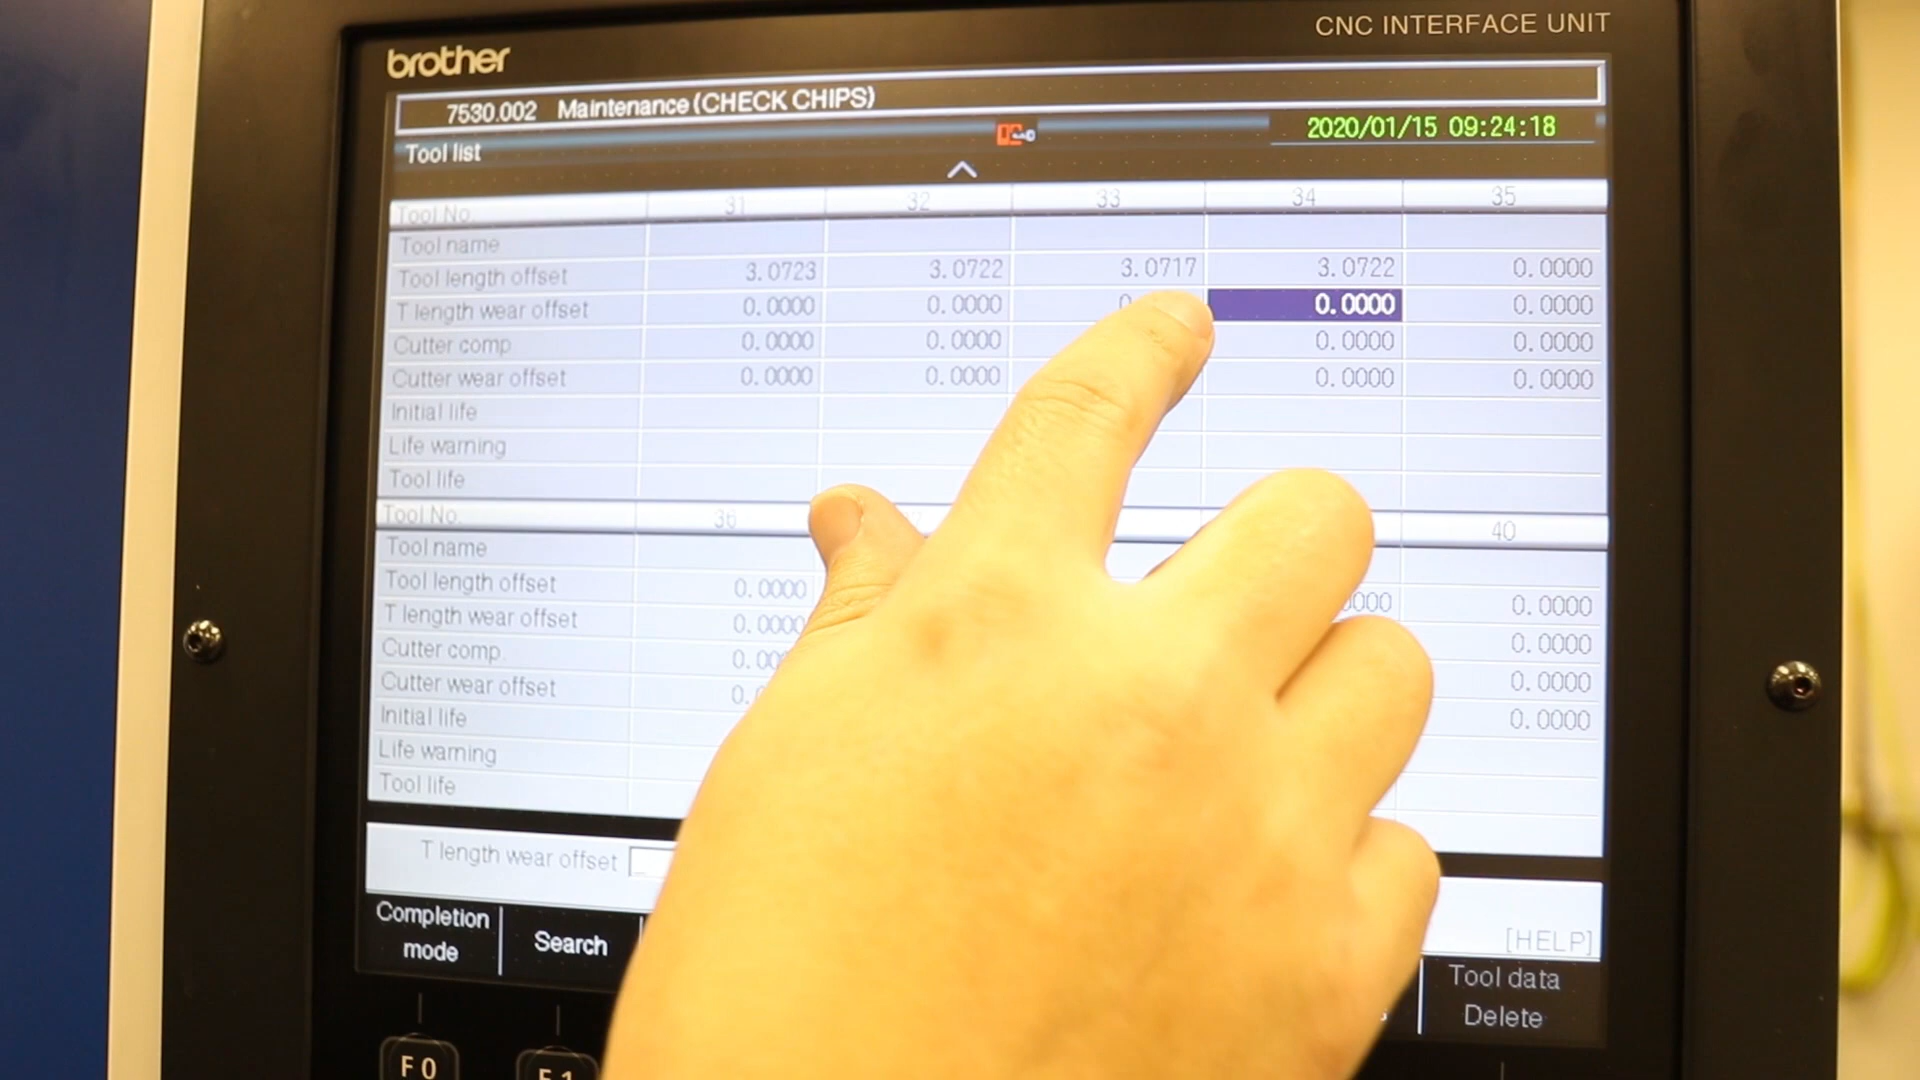 CNC INTERFACE UNIT
brother
7530.002 Maintenance (CHECK CHIPS)
2020/01/15 09:24:18
Tool list
Tool No. 31 32 33 34 35
Tool name
Tool length offset 3.0723 3.0722 3.0717 3.0722 0.0000
T length wear offset 0.0000 0.0000 0. 0.0000 0.0000
Cutter comp 0.0000 0.0000 0.0000 0.0000
Cutter wear offset 0.0000 0.0000 0.0000 0.0000
Initial life
Life warning
Tool life
Tool No. 36 40
Tool name
Tool length offset 0.0000 0000 0.0000
T length wear offset 0.0000 0.0000
Cutter comp. 0.00 0.0000
Cutter wear offset 0. 0.0000
Initial life
Life warning
Tool life
T length wear offset
[HELP]
Completion mode
Search
Tool data
Delete
F0
F1